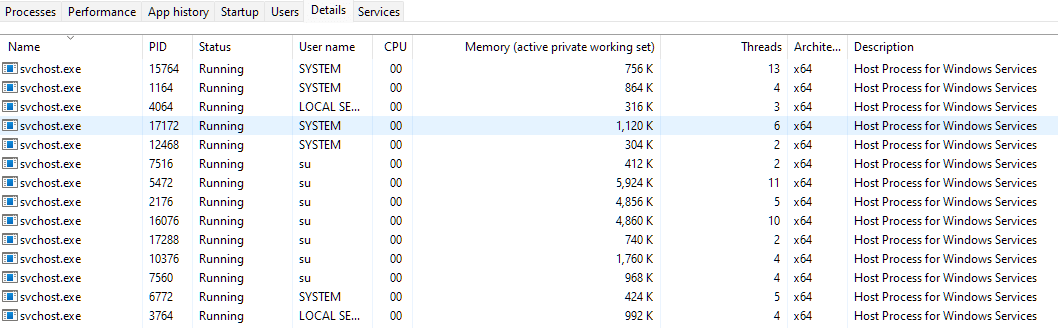 Processes Performance App history Startup Users Details Services
Name PID Status User name CPU Memory (active private working set) Threads Archite... Description
svchost.exe 15764 Running SYSTEM 00 756 K 13 x64 Host Process for Windows Services
svchost.exe 1164 Running SYSTEM 00 864 K 4 x64 Host Process for Windows Services
svchost.exe 4064 Running LOCAL SE... 00 316 K 3 x64 Host Process for Windows Services
svchost.exe 17172 Running SYSTEM 00 1,120 K 6 x64 Host Process for Windows Services
svchost.exe 12468 Running SYSTEM 00 304 K 2 x64 Host Process for Windows Services
svchost.exe 7516 Running su 00 412 K 2 x64 Host Process for Windows Services
svchost.exe 5472 Running su 00 5,924 K 11 x64 Host Process for Windows Services
svchost.exe 2176 Running su 00 4,856 K 5 x64 Host Process for Windows Services
svchost.exe 16076 Running su 00 4,860 K 10 x64 Host Process for Windows Services
svchost.exe 17288 Running su 00 740 K 2 x64 Host Process for Windows Services
svchost.exe 10376 Running su 00 1,760 K 4 x64 Host Process for Windows Services
svchost.exe 7560 Running su 00 968 K 4 x64 Host Process for Windows Services
svchost.exe 6772 Running SYSTEM 00 424 K 5 x64 Host Process for Windows Services
svchost.exe 3764 Running LOCAL SE... 00 992 K 4 x64 Host Process for Windows Services